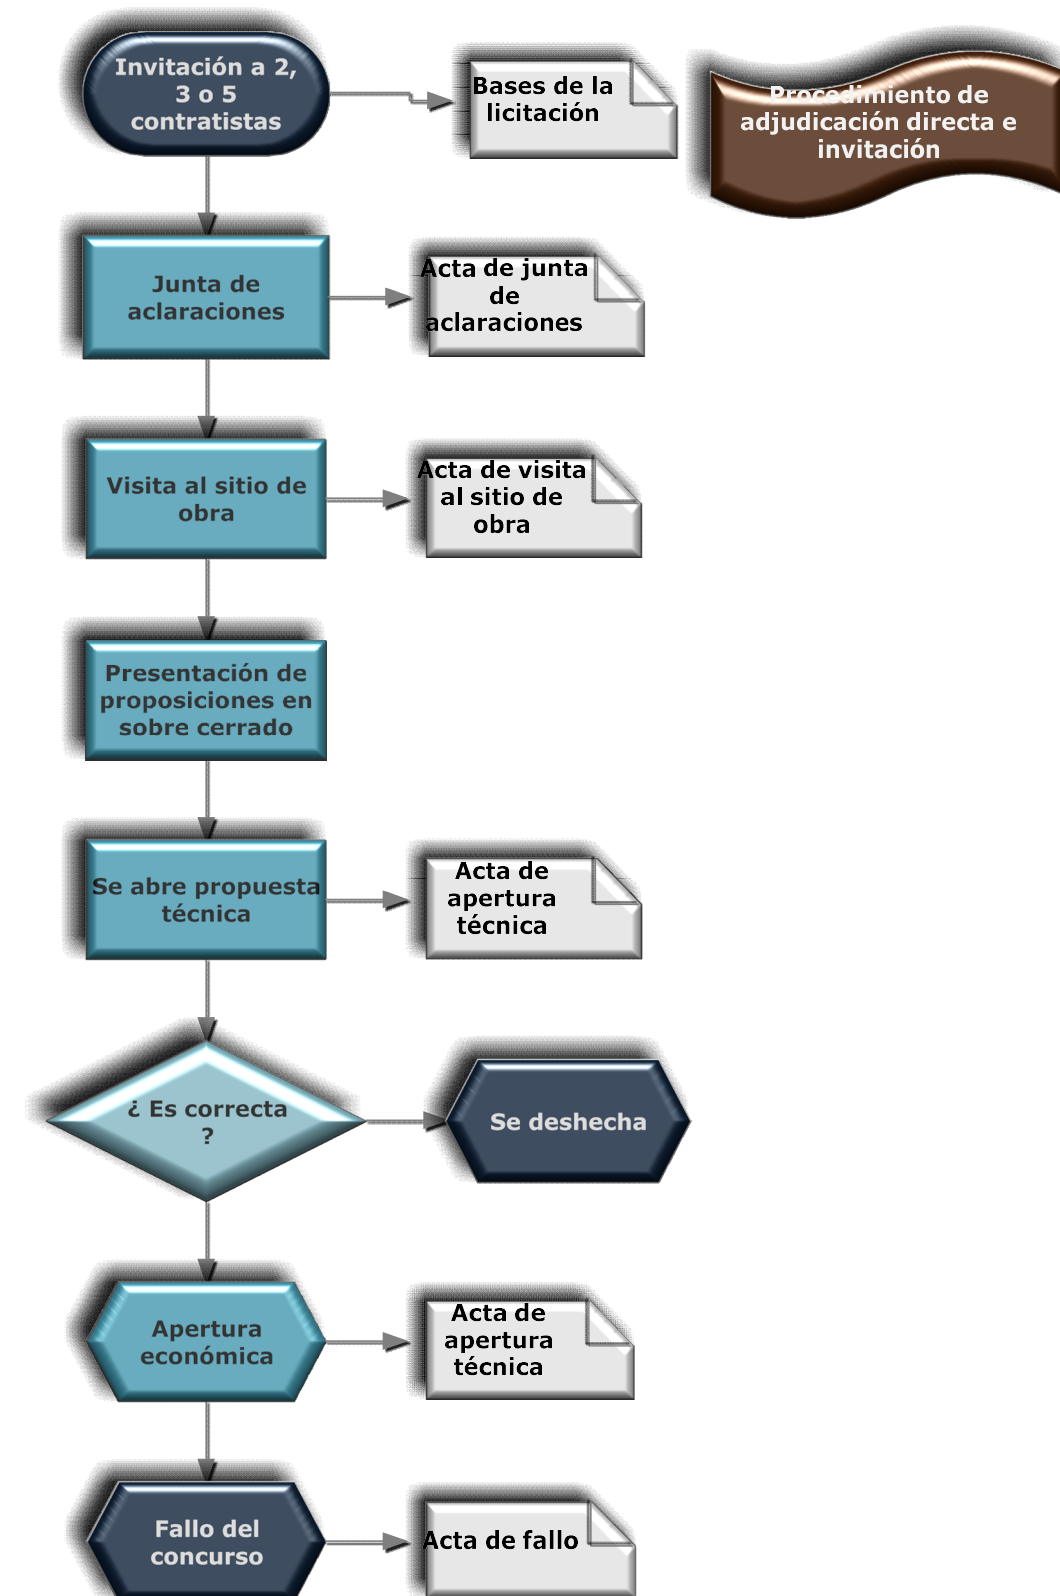 Invitación a 2,
3 o 5
contratistas
Bases de la
licitación
Procedimiento de
adjudicación directa e
invitación
Junta de
aclaraciones
Acta de junta
de
aclaraciones
Visita al sitio de
obra
Acta de visita
al sitio de
obra
Presentación de
proposiciones en
sobre cerrado
Se abre propuesta
técnica
Acta de
apertura
técnica
¿ Es correcta
?
Se deshecha
Apertura
económica
Acta de
apertura
técnica
Fallo del
concurso
Acta de fallo